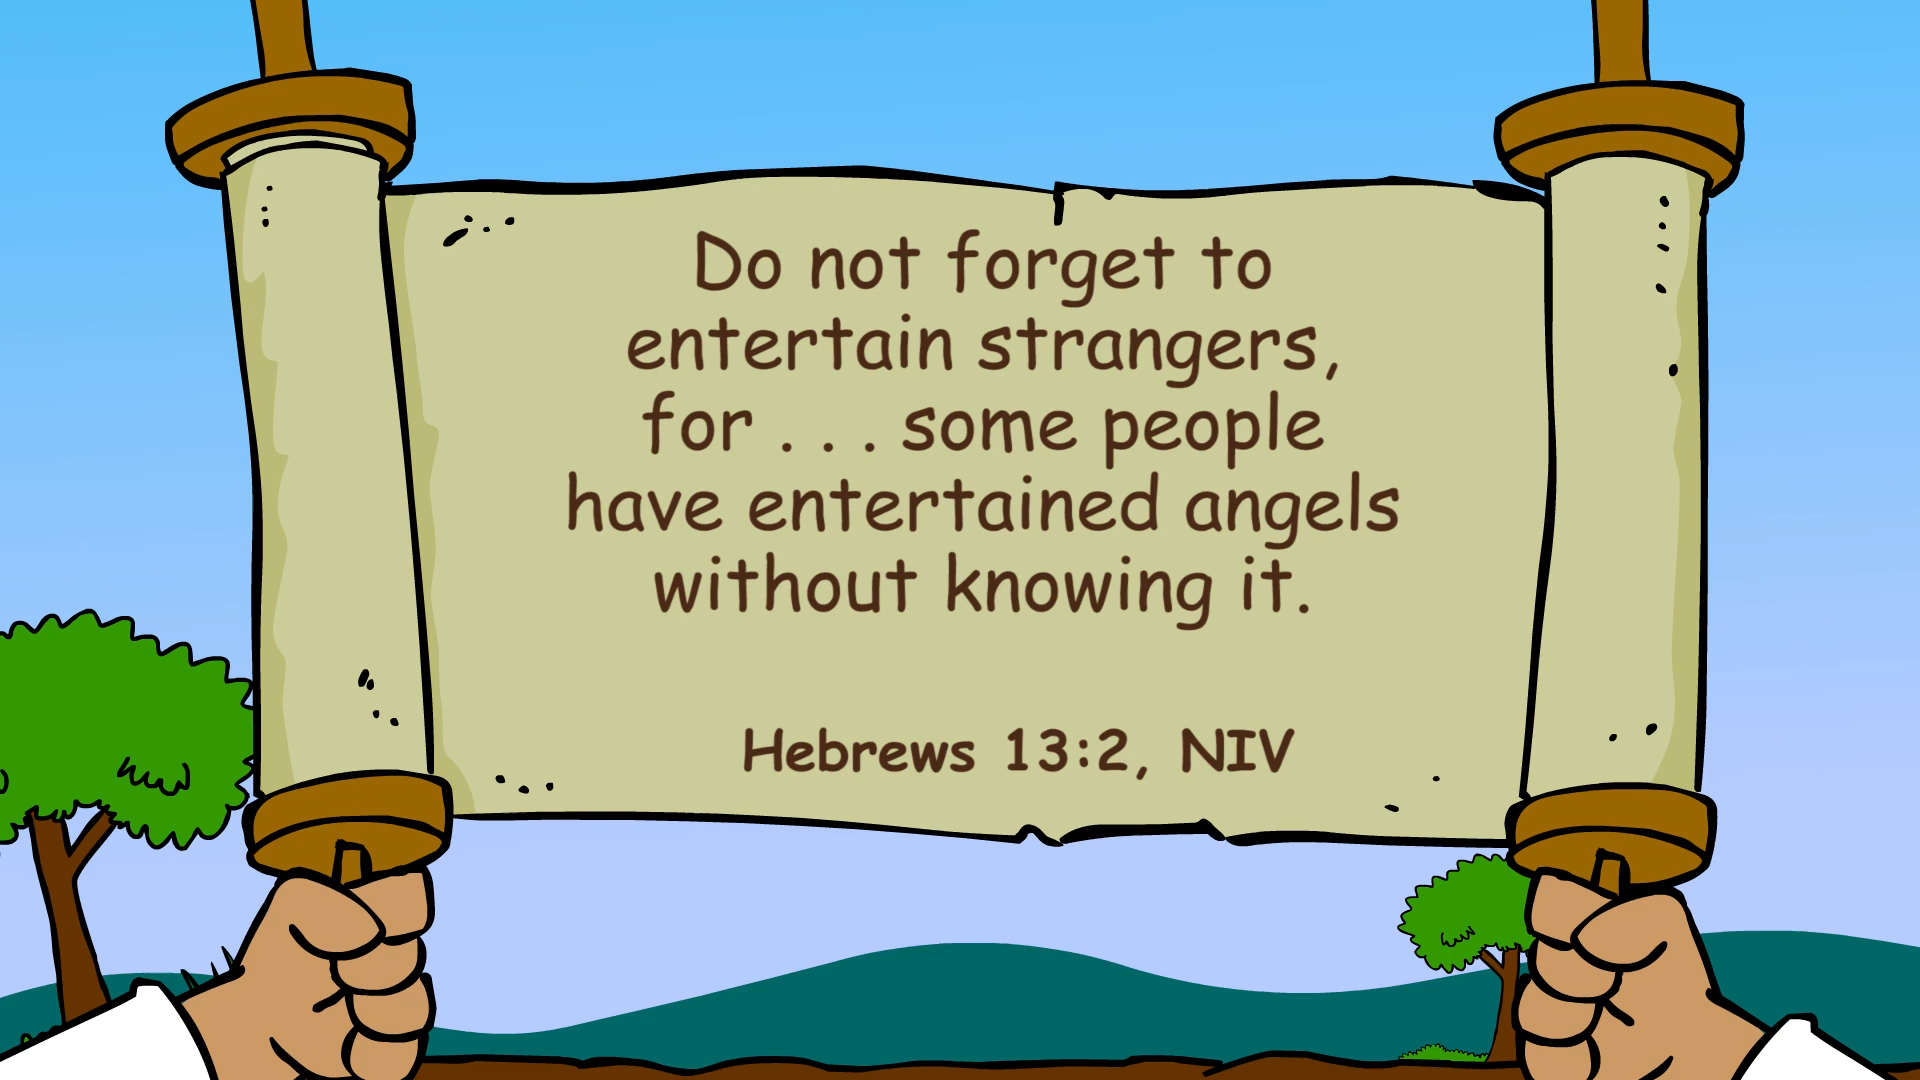 Do not forget to
entertain strangers,
for . . . some people
have entertained angels
without knowing it.
Hebrews 13:2, NIV